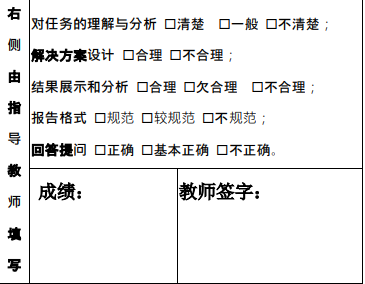 右侧由指导教师填写
对任务的理解与分析 □清楚 □一般 □不清楚；
解决方案设计 □合理 □不合理；
结果展示和分析 □合理 □欠合理 □不合理；
报告格式 □规范 □较规范 □不规范；
回答提问 □正确 □基本正确 □不正确。
成绩： 教师签字：